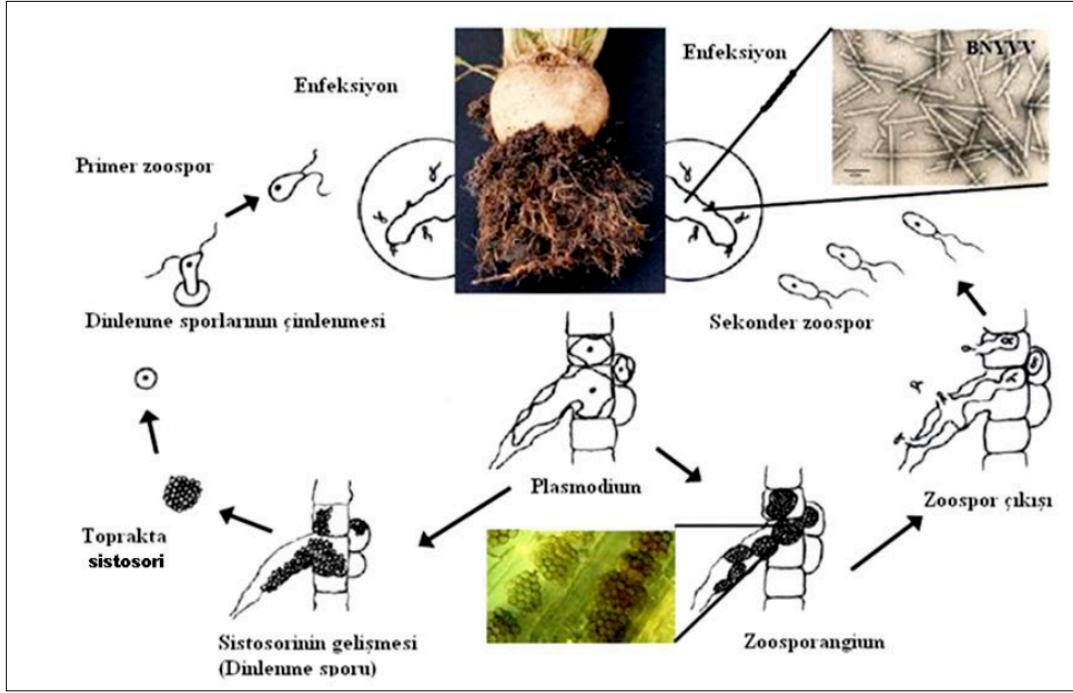 Enfeksiyon
Enfeksiyon
BNYVV
Primer zoospor
Dinlenme sporlarının çimlenmesi
Sekonder zoospor
Plasmodium
Zoospor çıkışı
Toprakta
sistosori
Sistosorinin gelişmesi
(Dinlenme sporu)
Zoosporangium